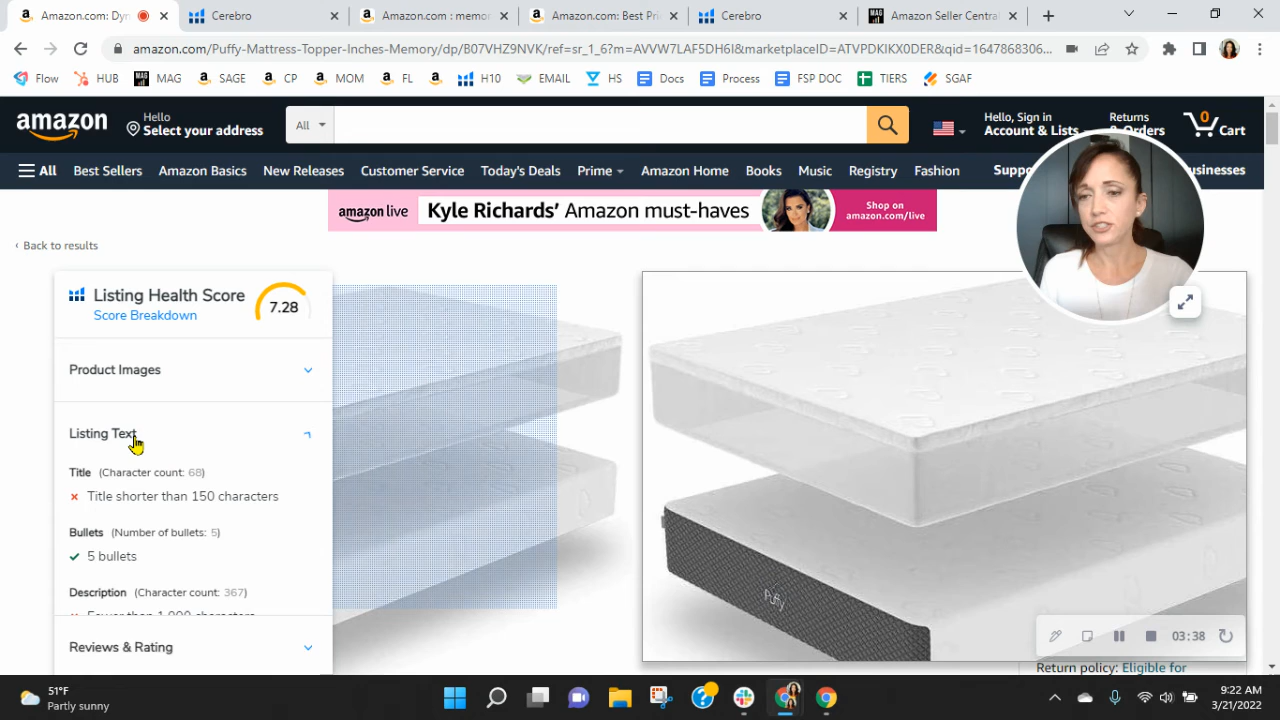 Amazon.com: Dyn
Cerebro
Amazon.com : memor
Amazon.com: Best Pri
Cerebro
MAG
Amazon Seller Central
amazon.com/Puffy-Mattress-Topper-Inches-Memory/dp/B07VHZ9NVK/ref=sr_1_6?m=AVVW7LAF5DH6I&marketplaceID=ATVPDKIKX0DER&qid=1647868306...
Flow
HUB
MAG
SAGE
CP
MOM
FL
H10
EMAIL
HS
Docs
Process
FSP DOC
TIERS
SGAF
amazon
Hello
Select your address
All
Hello, Sign in
Account & Lists
Returns
& Orders
0
Cart
All
Best Sellers
Amazon Basics
New Releases
Customer Service
Today's Deals
Prime
Amazon Home
Books
Music
Registry
Fashion
amazon live
Kyle Richards' Amazon must-haves
Shop on
amazon.com/live
‹ Back to results
Listing Health Score
Score Breakdown
7.28
Product Images
Listing Text
Title (Character count: 68)
Title shorter than 150 characters
Bullets (Number of bullets: 5)
5 bullets
Description (Character count: 367)
Reviews & Rating
Puffy
03:38
Return policy: Eligible for
51°F
Partly sunny
9:22 AM
3/21/2022